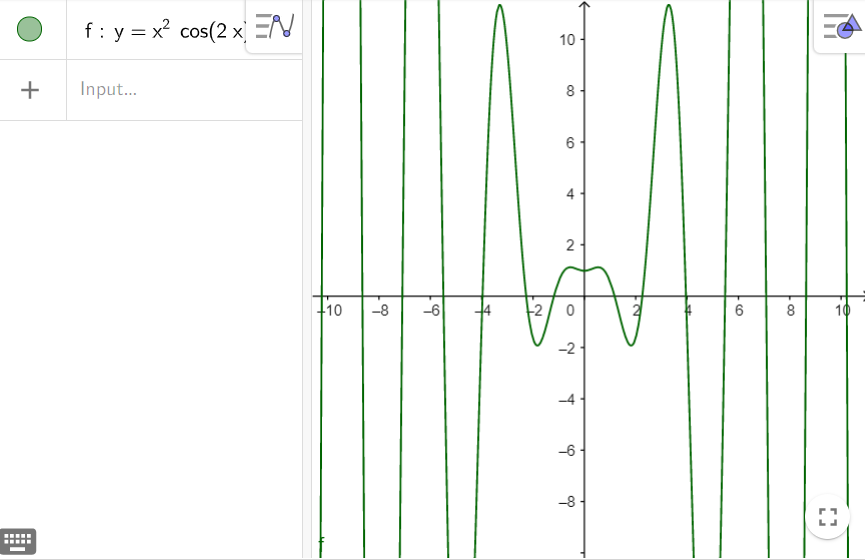 f : y = x² cos(2 x)
Input...
10
8
6
4
2
–10 –8 –6 –4 –2 0 2 4 6 8 10
–2
–4
–6
–8
f